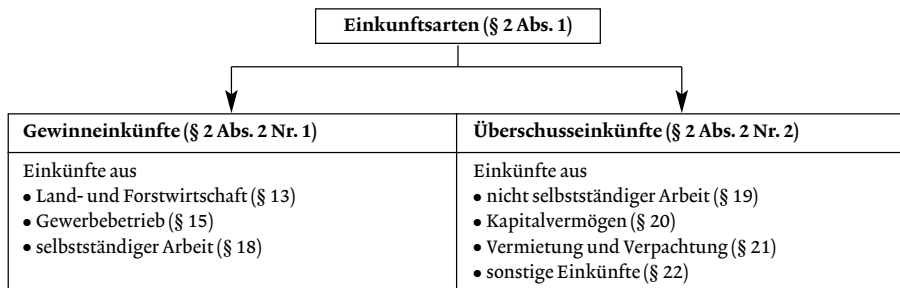 Einkunftsarten (§ 2 Abs. 1)
Gewinneinkünfte (§ 2 Abs. 2 Nr. 1)
Einkünfte aus
• Land- und Forstwirtschaft (§ 13)
• Gewerbebetrieb (§ 15)
• selbstständiger Arbeit (§ 18)
Überschusseinkünfte (§ 2 Abs. 2 Nr. 2)
Einkünfte aus
• nicht selbstständiger Arbeit (§ 19)
• Kapitalvermögen (§ 20)
• Vermietung und Verpachtung (§ 21)
• sonstige Einkünfte (§ 22)